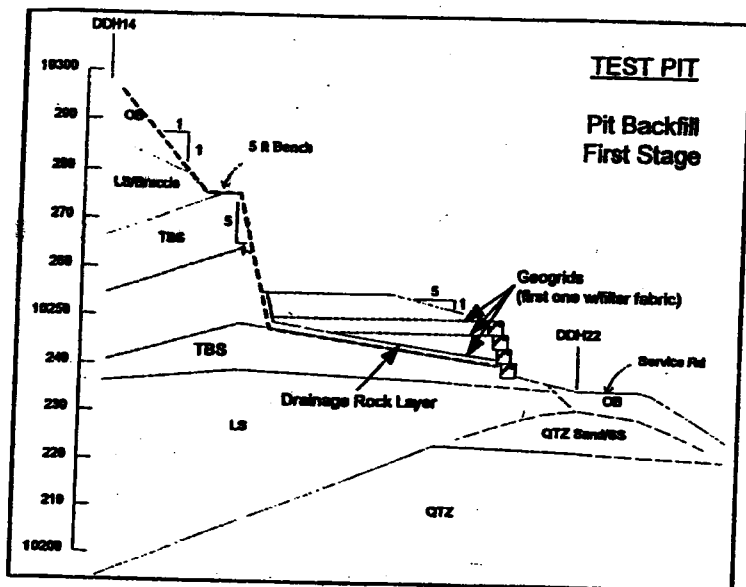 DDH14
TEST PIT
Pit Backfill
First Stage
10300
290
280
270
260
10250
240
230
220
210
10200
OB
1
1
5 ft Bench
LS/Breccia
TBS
5
1
5
1
Geogrids
(first one w/filter fabric)
DDH22
Service Rd
TBS
Drainage Rock Layer
OB
LS
QTZ Sand/SS
QTZ